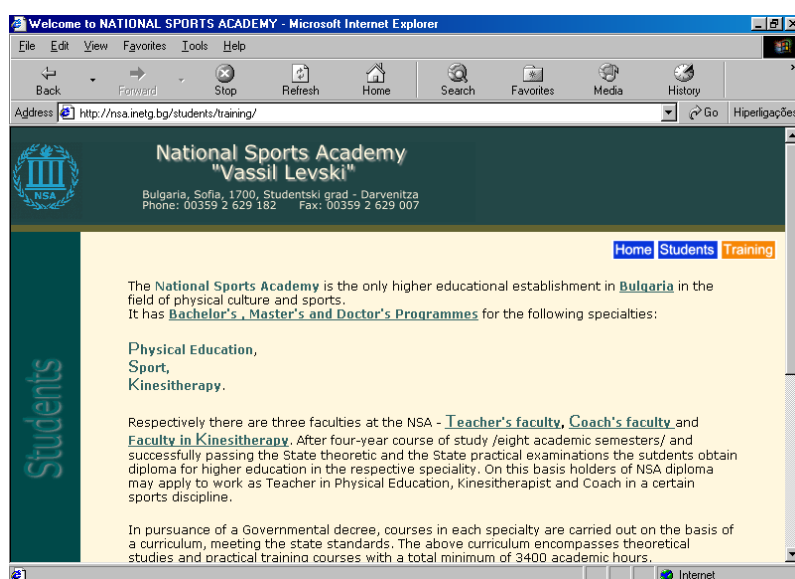 Welcome to NATIONAL SPORTS ACADEMY - Microsoft Internet Explorer
File Edit View Favorites Tools Help
Back Forward Stop Refresh Home Search Favorites Media History
Address http://nsa.inetg.bg/students/training/ Go Hiperligações
NSA
National Sports Academy
"Vassil Levski"
Bulgaria, Sofia, 1700, Studentski grad - Darvenitza
Phone: 00359 2 629 182 Fax: 00359 2 629 007
Home Students Training
Students
The National Sports Academy is the only higher educational establishment in Bulgaria in the
field of physical culture and sports.
It has Bachelor's , Master's and Doctor's Programmes for the following specialties:
Physical Education,
Sport,
Kinesitherapy.
Respectively there are three faculties at the NSA - Teacher's faculty, Coach's faculty and
Faculty in Kinesitherapy. After four-year course of study /eight academic semesters/ and
successfully passing the State theoretic and the State practical examinations the sutdents obtain
diploma for higher education in the respective speciality. On this basis holders of NSA diploma
may apply to work as Teacher in Physical Education, Kinesitherapist and Coach in a certain
sports discipline.
In pursuance of a Governmental decree, courses in each specialty are carried out on the basis of
a curriculum, meeting the state standards. The above curriculum encompasses theoretical
studies and practical training courses with a total minimum of 3400 academic hours.
Internet